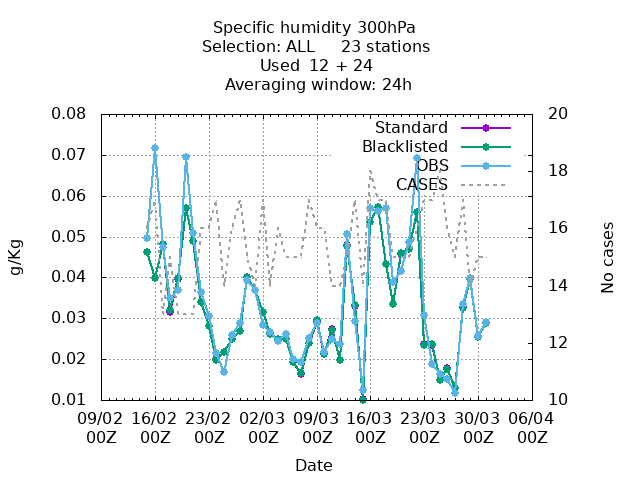 Specific humidity 300hPa
Selection: ALL 23 stations
Used 12 + 24
Averaging window: 24h
0.08
0.07
0.06
0.05
0.04
0.03
0.02
0.01
g/Kg
20
18
16
14
12
10
No cases
Standard
Blacklisted
OBS
CASES
09/02 16/02 23/02 02/03 09/03 16/03 23/03 30/03 06/04
00Z 00Z 00Z 00Z 00Z 00Z 00Z 00Z 00Z
Date